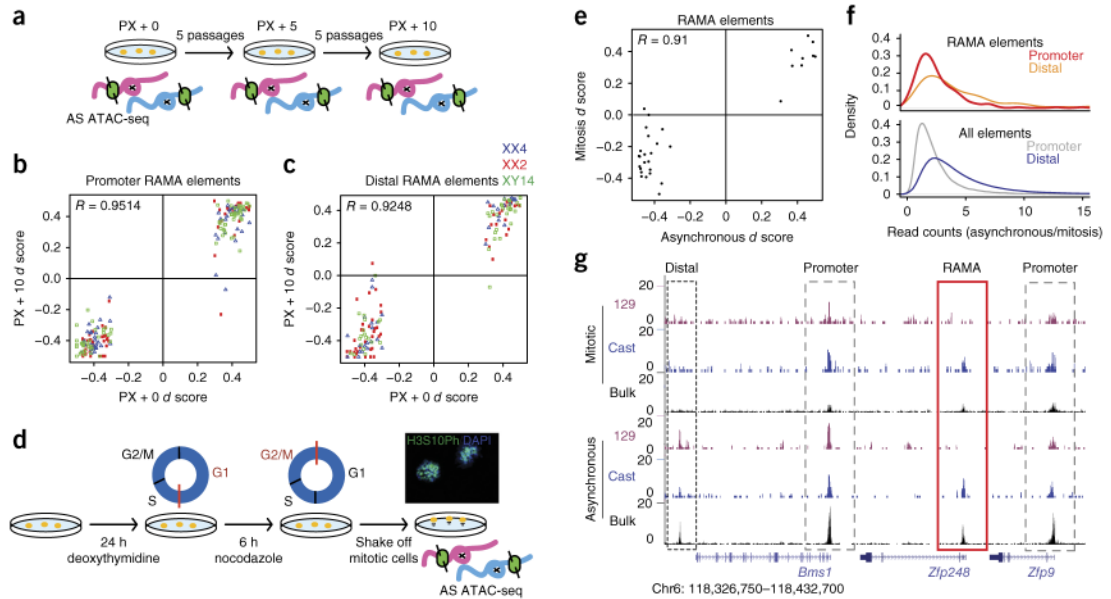 a
PX + 0
PX + 5
PX + 10
5 passages
5 passages
AS ATAC-seq
b
Promoter RAMA elements
R = 0.9514
PX + 10 d score
0.4
0.2
0.0
−0.2
−0.4
−0.4
−0.2
0.0
0.2
0.4
PX + 0 d score
c
XX4
XX2
XY14
Distal RAMA elements
R = 0.9248
PX + 10 d score
0.4
0.2
0.0
−0.2
−0.4
−0.4
−0.2
0.0
0.2
0.4
PX + 0 d score
d
G2/M
G1
S
G2/M
G1
S
H3S10Ph DAPI
24 h
deoxythymidine
6 h
nocodazole
Shake off
mitotic cells
AS ATAC-seq
e
RAMA elements
R = 0.91
Mitosis d score
0.4
0.2
0.0
−0.2
−0.4
−0.4
−0.2
0.0
0.2
0.4
Asynchronous d score
f
RAMA elements
Promoter
Distal
0.4
0.3
0.2
0.1
0
Density
All elements
Promoter
Distal
0.4
0.3
0.2
0.1
0
0
5
10
15
Read counts (asynchronous/mitosis)
g
Distal
Promoter
RAMA
Promoter
Mitotic
20
129
0
20
Cast
0
20
Bulk
0
Asynchronous
20
129
0
20
Cast
0
20
Bulk
0
Bms1
Zfp248
Zfp9
Chr6: 118,326,750–118,432,700